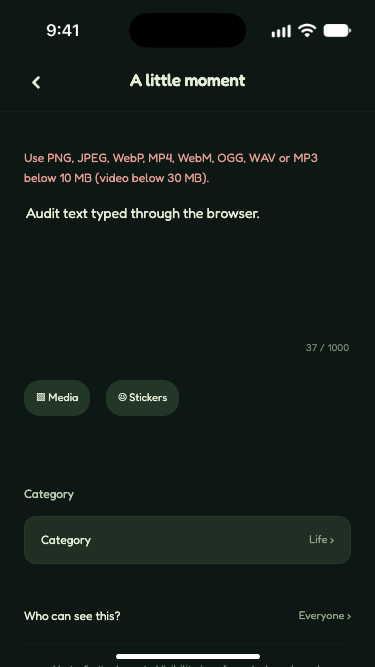 9:41
A little moment
Use PNG, JPEG, WebP, MP4, WebM, OGG, WAV or MP3
below 10 MB (video below 30 MB).
Audit text typed through the browser.
37 / 1000
Media
Stickers
Category
Category
Life ›
Who can see this?
Everyone ›